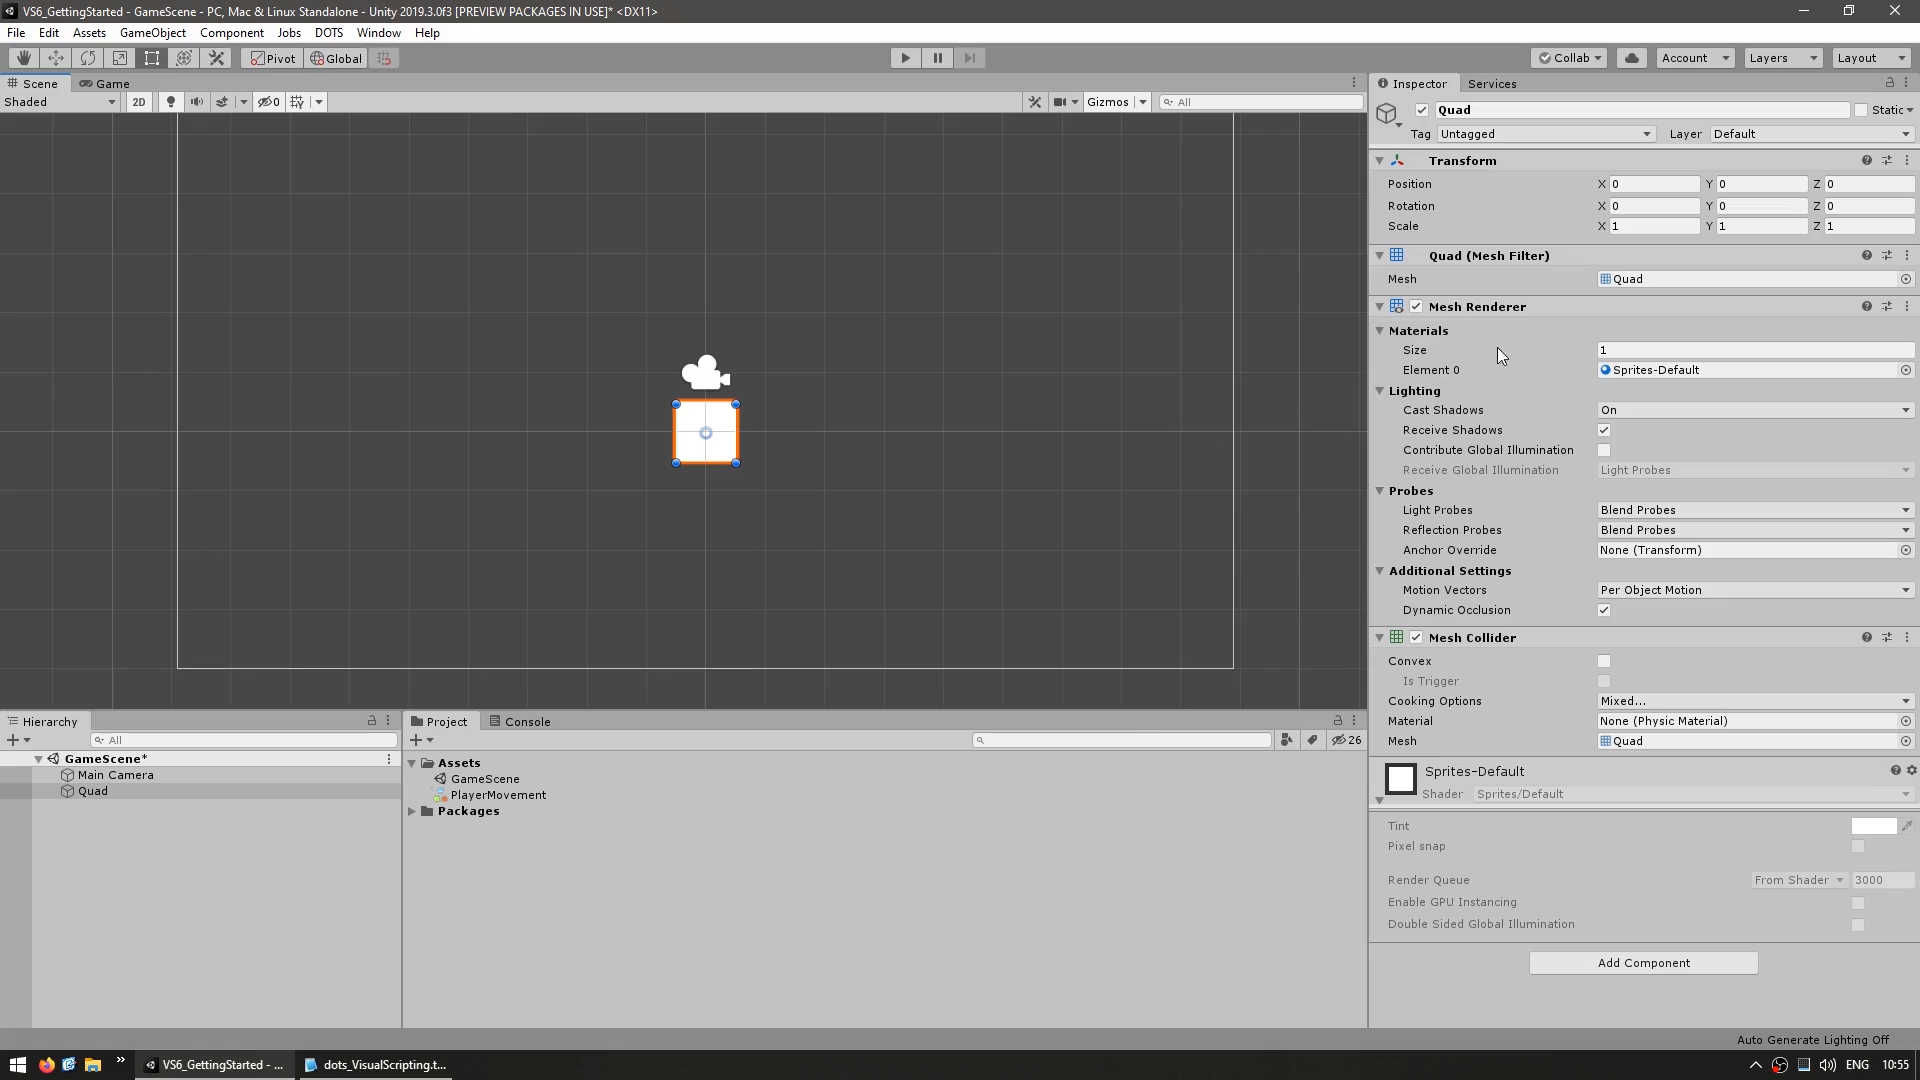 VS6_GettingStarted - GameScene - PC, Mac & Linux Standalone - Unity 2019.3.0f3 [PREVIEW PACKAGES IN USE]* <DX11>
File Edit Assets GameObject Component Jobs DOTS Window Help
Pivot Global Collab Account Layers Layout
Scene Game
Shaded 2D 0 Gizmos All
Inspector Services
Quad Static
Tag Untagged Layer Default
Transform
Position X 0 Y 0 Z 0
Rotation X 0 Y 0 Z 0
Scale X 1 Y 1 Z 1
Quad (Mesh Filter)
Mesh Quad
Mesh Renderer
Materials
Size 1
Element 0 Sprites-Default
Lighting
Cast Shadows On
Receive Shadows
Contribute Global Illumination
Receive Global Illumination Light Probes
Probes
Light Probes Blend Probes
Reflection Probes Blend Probes
Anchor Override None (Transform)
Additional Settings
Motion Vectors Per Object Motion
Dynamic Occlusion
Mesh Collider
Convex
Is Trigger
Cooking Options Mixed...
Material None (Physic Material)
Mesh Quad
Sprites-Default
Shader Sprites/Default
Tint
Pixel snap
Render Queue From Shader 3000
Enable GPU Instancing
Double Sided Global Illumination
Add Component
Hierarchy
All
GameScene*
Main Camera
Quad
Project Console
26
Assets
GameScene
PlayerMovement
Packages
Auto Generate Lighting Off
VS6_GettingStarted - ... dots_VisualScripting.t... ENG 10:55